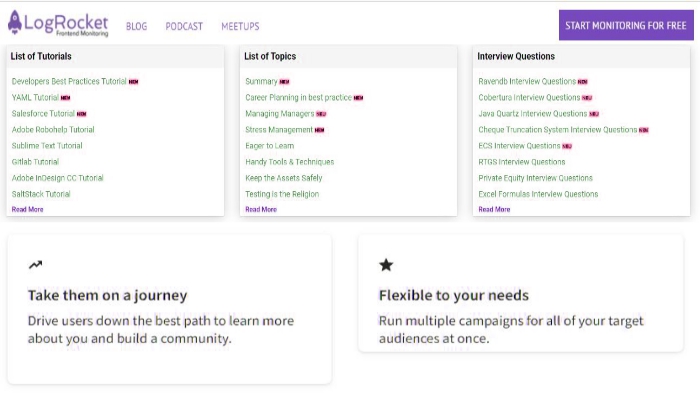 LogRocket
Frontend Monitoring
BLOG PODCAST MEETUPS
START MONITORING FOR FREE
List of Tutorials
Developers Best Practices Tutorial NEW
YAML Tutorial NEW
Salesforce Tutorial NEW
Adobe Robohelp Tutorial
Sublime Text Tutorial
Gitlab Tutorial
Adobe InDesign CC Tutorial
SaltStack Tutorial
Read More
List of Topics
Summary NEW
Career Planning in best practice NEW
Managing Managers NEW
Stress Management NEW
Eager to Learn
Handy Tools & Techniques
Keep the Assets Safely
Testing is the Religion
Read More
Interview Questions
Ravendb Interview Questions NEW
Cobertura Interview Questions NEW
Java Quartz Interview Questions NEW
Cheque Truncation System Interview Questions NEW
ECS Interview Questions NEW
RTGS Interview Questions
Private Equity Interview Questions
Excel Formulas Interview Questions
Read More
Take them on a journey
Drive users down the best path to learn more
about you and build a community.
Flexible to your needs
Run multiple campaigns for all of your target
audiences at once.